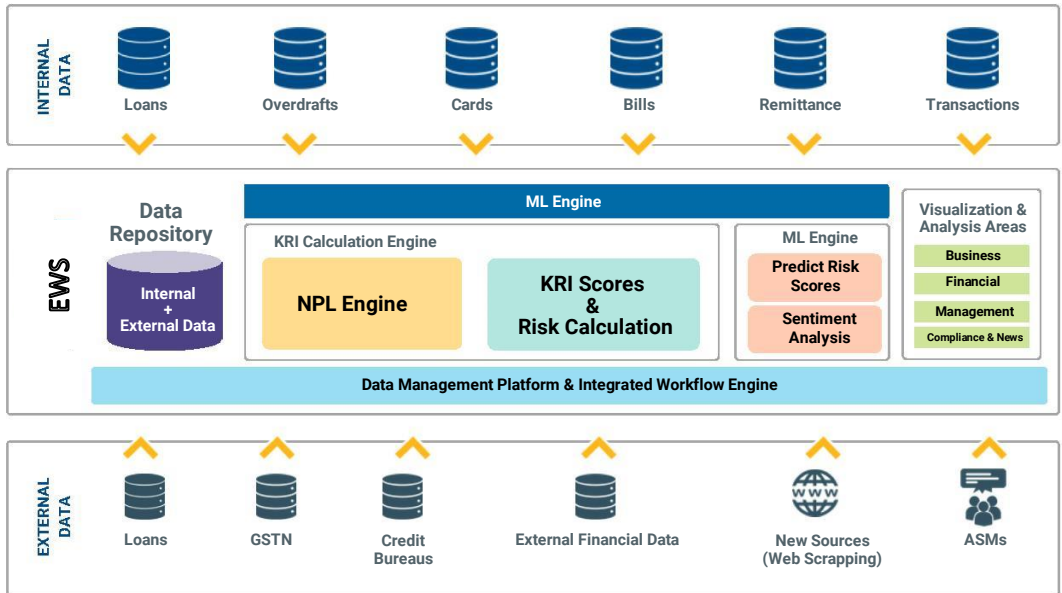 INTERNAL
DATA
Loans
Overdrafts
Cards
Bills
Remittance
Transactions
EWS
Data
Repository
Internal
+
External Data
ML Engine
KRI Calculation Engine
NPL Engine
KRI Scores
&
Risk Calculation
ML Engine
Predict Risk
Scores
Sentiment
Analysis
Visualization &
Analysis Areas
Business
Financial
Management
Compliance & News
Data Management Platform & Integrated Workflow Engine
EXTERNAL
DATA
Loans
GSTN
Credit
Bureaus
External Financial Data
www
New Sources
(Web Scrapping)
ASMs